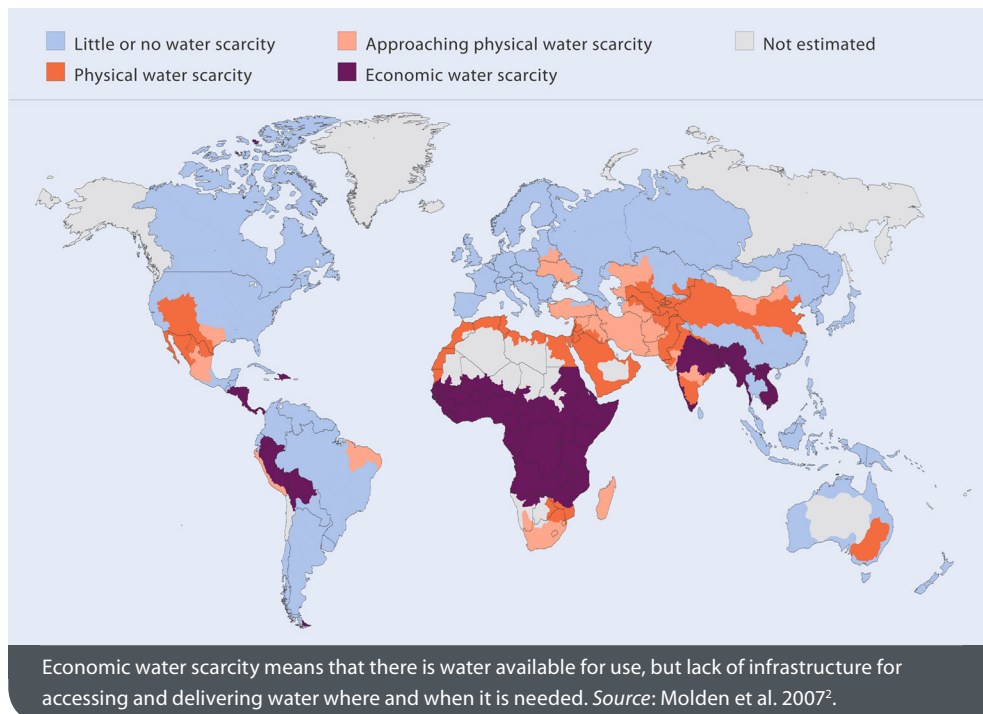 Little or no water scarcity
Approaching physical water scarcity
Not estimated
Physical water scarcity
Economic water scarcity
Economic water scarcity means that there is water available for use, but lack of infrastructure for
accessing and delivering water where and when it is needed. Source: Molden et al. 2007².